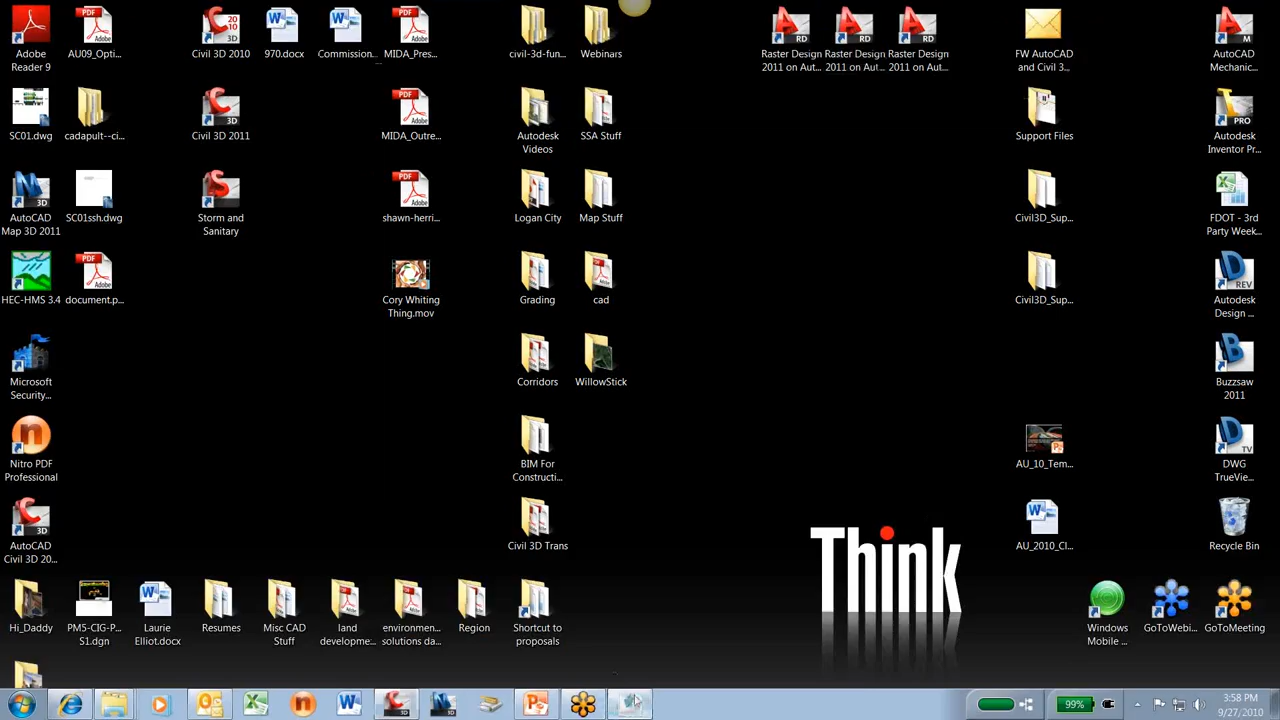 Adobe
Reader 9
AU09_Opti...
Civil 3D 2010
970.docx
Commission...
MIDA_Pres...
civil-3d-fun...
Webinars
Raster Design
2011 on Aut...
Raster Design
2011 on Aut...
Raster Design
2011 on Aut...
FW AutoCAD
and Civil 3...
AutoCAD
Mechanic...
SC01.dwg
cadapult--ci...
Civil 3D 2011
MIDA_Outre...
Autodesk
Videos
SSA Stuff
Support Files
Autodesk
Inventor Pr...
AutoCAD
Map 3D 2011
SC01ssh.dwg
Storm and
Sanitary
shawn-herri...
Logan City
Map Stuff
Civil3D_Sup...
FDOT - 3rd
Party Week...
HEC-HMS 3.4
document.p...
Cory Whiting
Thing.mov
Grading
cad
Civil3D_Sup...
Autodesk
Design ...
Microsoft
Security...
Corridors
WillowStick
Buzzsaw
2011
Nitro PDF
Professional
BIM For
Constructi...
AU_10_Tem...
DWG
TrueVie...
AutoCAD
Civil 3D 20...
Civil 3D Trans
Think
AU_2010_Cl...
Recycle Bin
Hi_Daddy
PM5-CIG-P...
S1.dgn
Laurie
Elliot.docx
Resumes
Misc CAD
Stuff
land
developme...
environmen...
solutions da...
Region
Shortcut to
proposals
Windows
Mobile ...
GoToWebi...
GoToMeeting
99%
3:58 PM
9/27/2010